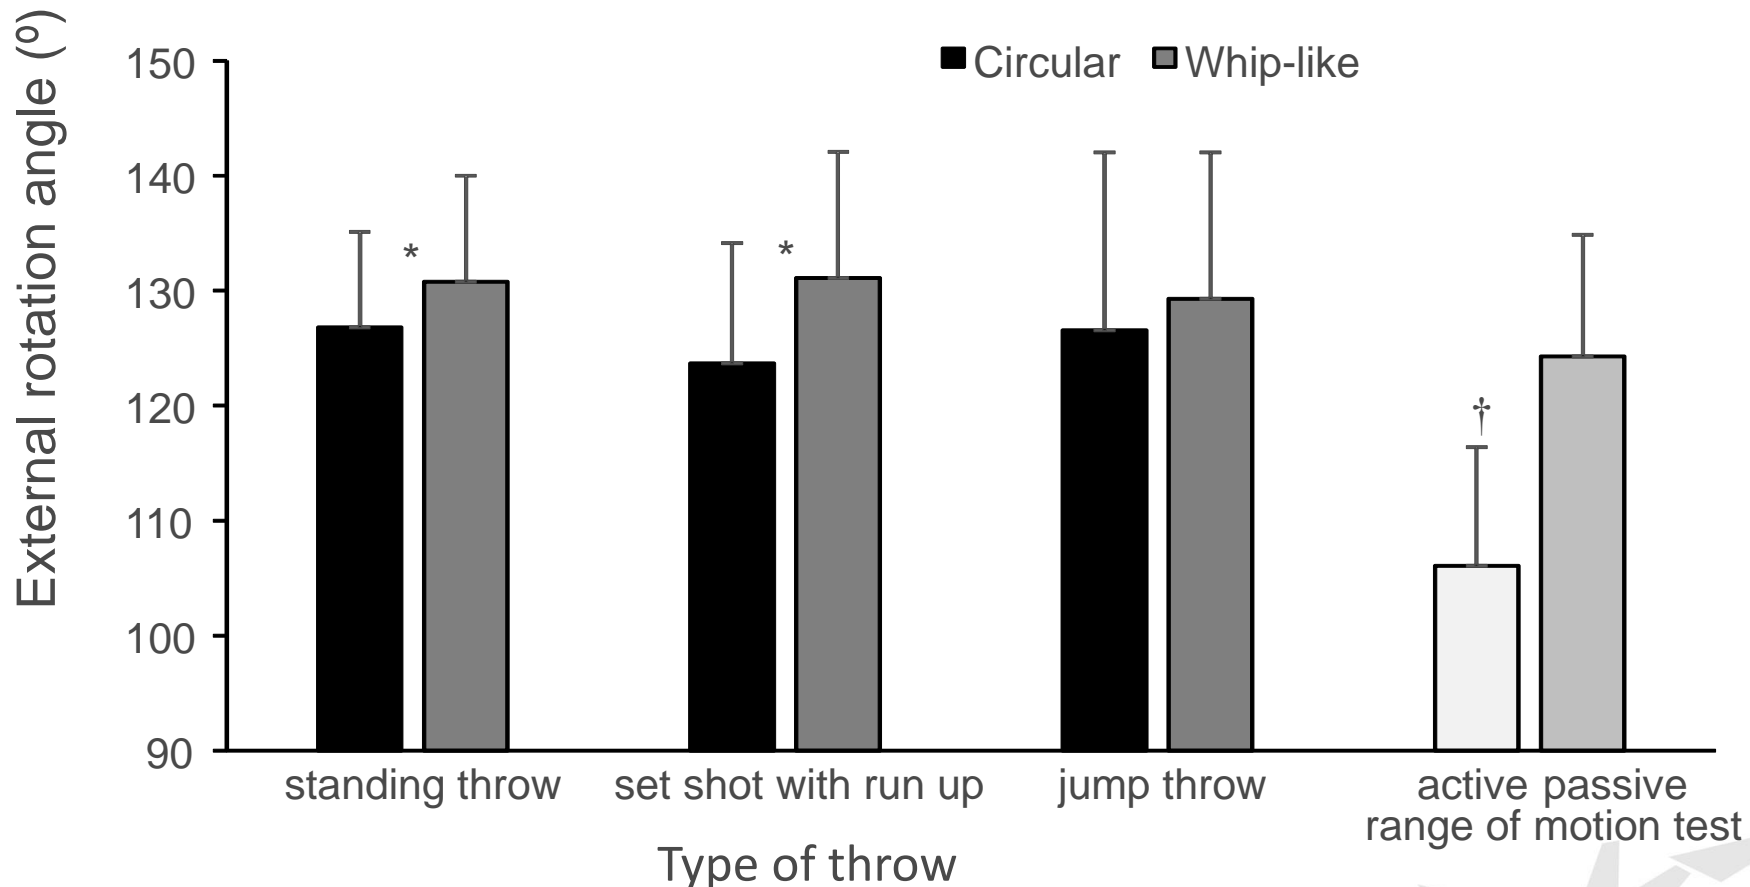 External rotation angle (º)
150
140
130
120
110
100
90
Circular Whip-like
*
*
†
standing throw set shot with run up jump throw active passive
range of motion test
Type of throw